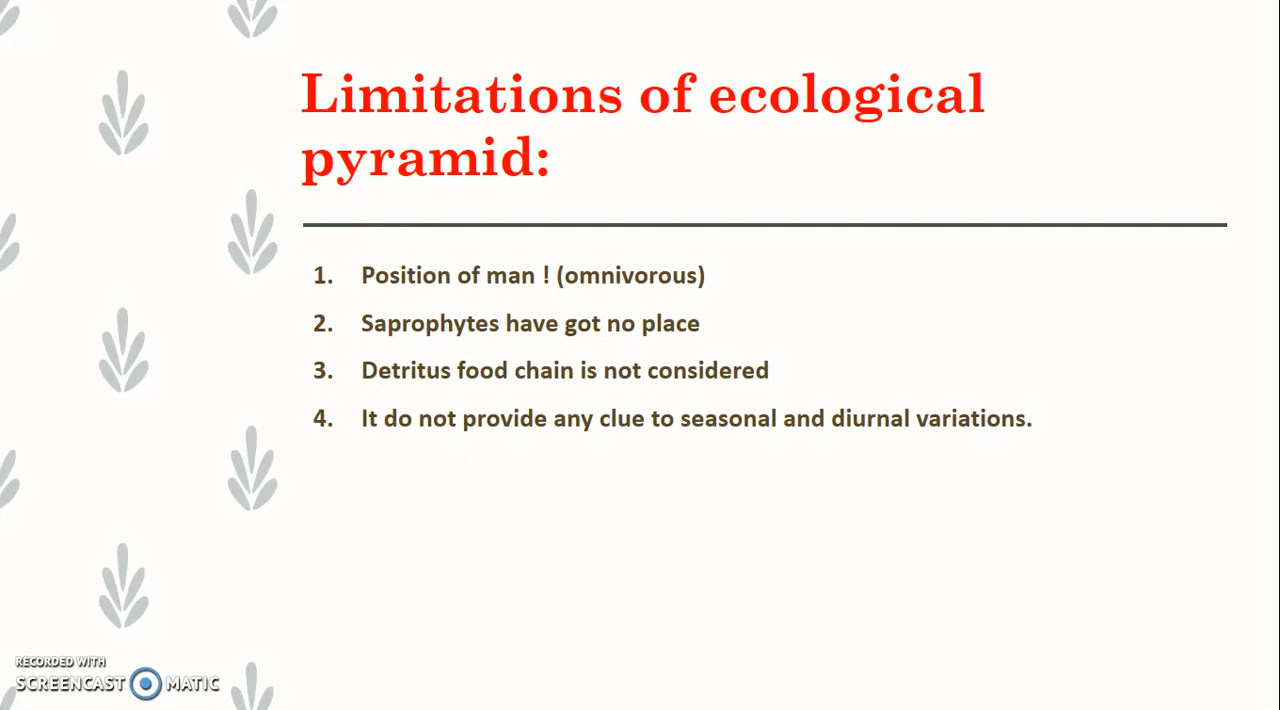 Limitations of ecological
pyramid:
1. Position of man ! (omnivorous)
2. Saprophytes have got no place
3. Detritus food chain is not considered
4. It do not provide any clue to seasonal and diurnal variations.
RECORDED WITH
SCREENCAST MATIC